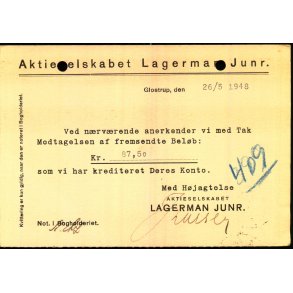 Aktieselskabet Lagerman Junr.
Glostrup, den 26/5 1948
Ved nærværende anerkender vi med Tak
Modtagelsen af fremsendte Beløb:
Kr. 87,50
som vi har krediteret Deres Konto.
409
Med Højagtelse
AKTIESELSKABET
LAGERMAN JUNR.
Not. i Bogholderiet.
Kvittering er kun gyldig, naar den er noteret i Bogholderiet.